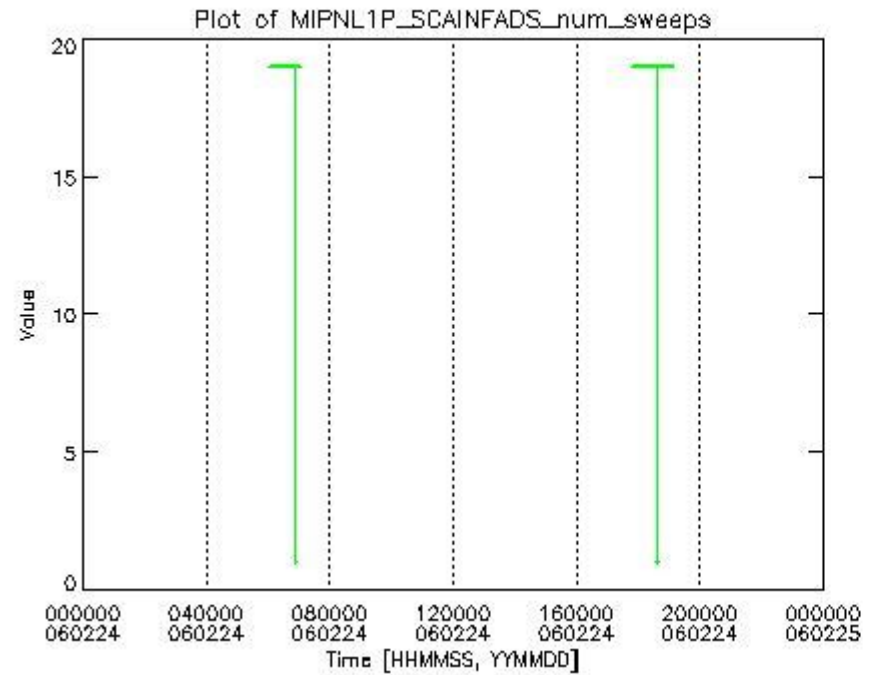 Plot of MIPNL1P_SCAINFADS_num_sweeps
20
15
10
5
0
Value
000000 040000 080000 120000 160000 200000 000000
060224 060224 060224 060224 060224 060224 060225
Time [HHMMSS, YYMMDD]